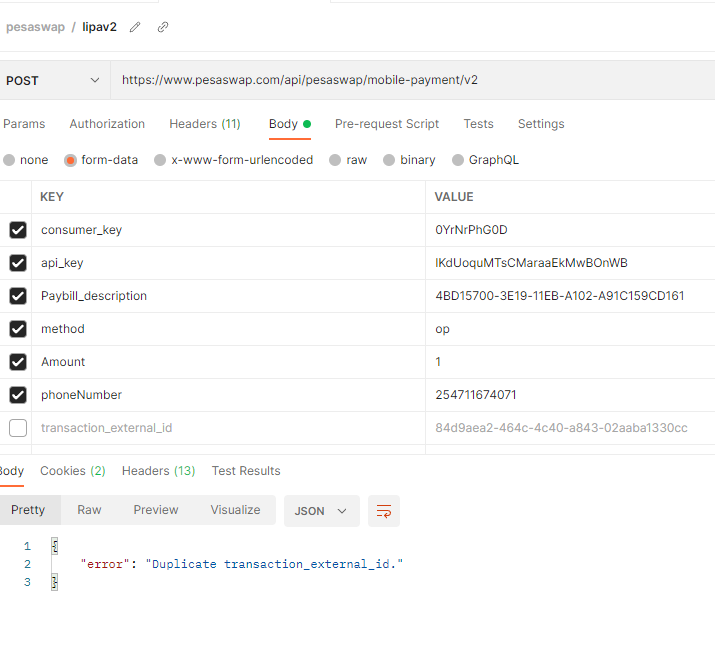 pesaswap / lipav2
POST https://www.pesaswap.com/api/pesaswap/mobile-payment/v2
Params Authorization Headers (11) Body Pre-request Script Tests Settings
none form-data x-www-form-urlencoded raw binary GraphQL
KEY VALUE
consumer_key 0YrNrPhG0D
api_key IKdUoquMTsCMaraaEkMwBOnWB
Paybill_description 4BD15700-3E19-11EB-A102-A91C159CD161
method op
Amount 1
phoneNumber 254711674071
transaction_external_id 84d9aea2-464c-4c40-a843-02aaba1330cc
Body Cookies (2) Headers (13) Test Results
Pretty Raw Preview Visualize JSON
1 {
2 "error": "Duplicate transaction_external_id."
3 }